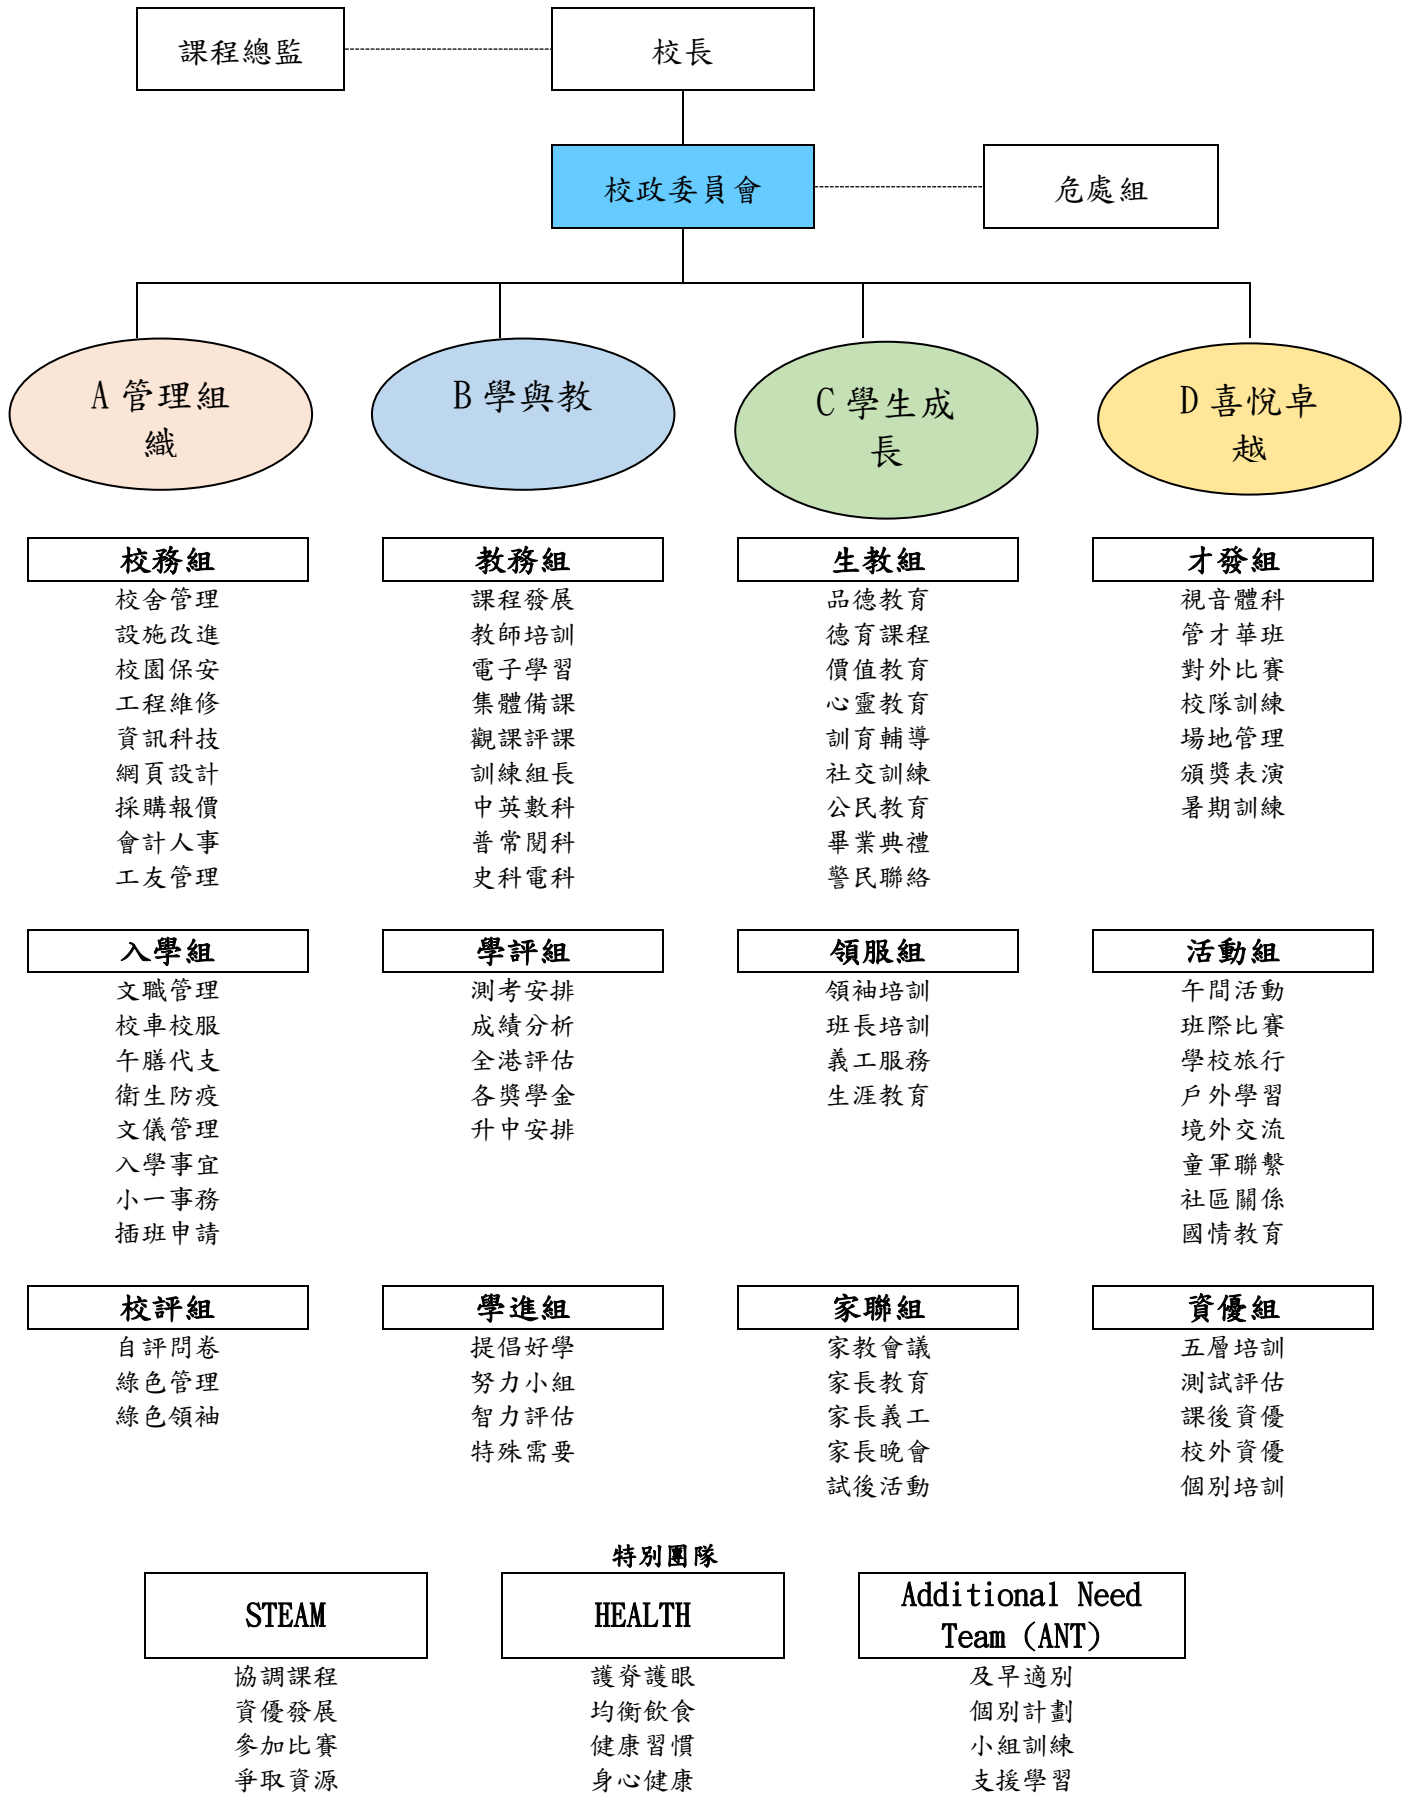 課程總監
校長
校政委員會
危處組
A 管理組
織
B 學與教
C 學生成
長
D 喜悅卓
越
校務組
校舍管理
設施改進
校園保安
工程維修
資訊科技
網頁設計
採購報價
會計人事
工友管理
教務組
課程發展
教師培訓
電子學習
集體備課
觀課評課
訓練組長
中英數科
普常閱科
史科電科
生教組
品德教育
德育課程
價值教育
心靈教育
訓育輔導
社交訓練
公民教育
畢業典禮
警民聯絡
才發組
視音體科
管才華班
對外比賽
校隊訓練
場地管理
頒獎表演
暑期訓練
入學組
文職管理
校車校服
午膳代支
衛生防疫
文儀管理
入學事宜
小一事務
插班申請
學評組
測考安排
成績分析
全港評估
各獎學金
升中安排
領服組
領袖培訓
班長培訓
義工服務
生涯教育
活動組
午間活動
班際比賽
學校旅行
戶外學習
境外交流
童軍聯繫
社區關係
國情教育
校評組
自評問卷
綠色管理
綠色領袖
學進組
提倡好學
努力小組
智力評估
特殊需要
家聯組
家教會議
家長教育
家長義工
家長晚會
試後活動
資優組
五層培訓
測試評估
課後資優
校外資優
個別培訓
特別團隊
STEAM
協調課程
資優發展
參加比賽
爭取資源
HEALTH
護脊護眼
均衡飲食
健康習慣
身心健康
Additional Need
Team (ANT)
及早適別
個別計劃
小組訓練
支援學習